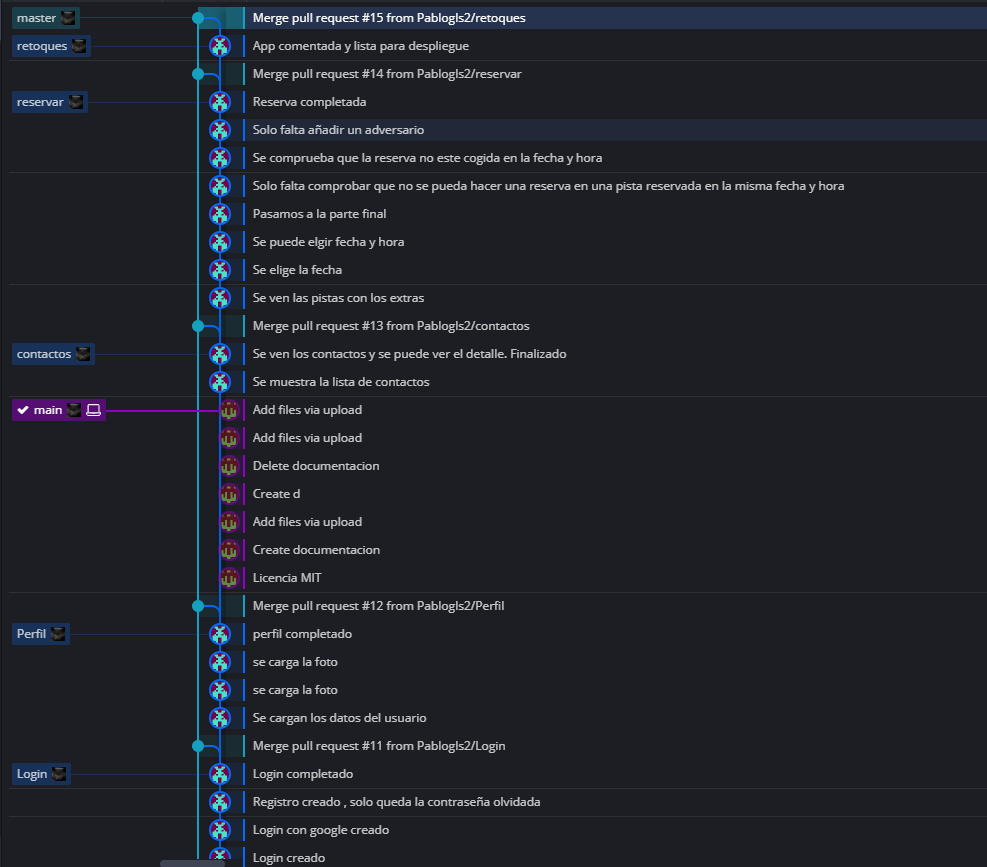 master Merge pull request #15 from Pablogls2/retoques
retoques App comentada y lista para despliegue
Merge pull request #14 from Pablogls2/reservar
reservar Reserva completada
Solo falta añadir un adversario
Se comprueba que la reserva no este cogida en la fecha y hora
Solo falta comprobar que no se pueda hacer una reserva en una pista reservada en la misma fecha y hora
Pasamos a la parte final
Se puede elgir fecha y hora
Se elige la fecha
Se ven las pistas con los extras
Merge pull request #13 from Pablogls2/contactos
contactos Se ven los contactos y se puede ver el detalle. Finalizado
Se muestra la lista de contactos
main Add files via upload
Add files via upload
Delete documentacion
Create d
Add files via upload
Create documentacion
Licencia MIT
Merge pull request #12 from Pablogls2/Perfil
Perfil perfil completado
se carga la foto
se carga la foto
Se cargan los datos del usuario
Merge pull request #11 from Pablogls2/Login
Login Login completado
Registro creado , solo queda la contraseña olvidada
Login con google creado
Login creado